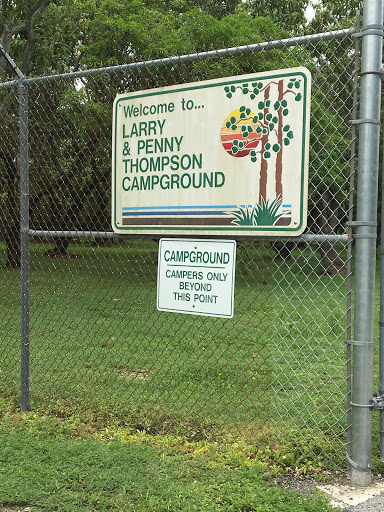 Welcome to...
LARRY
& PENNY
THOMPSON
CAMPGROUND
CAMPGROUND
CAMPERS ONLY
BEYOND
THIS POINT